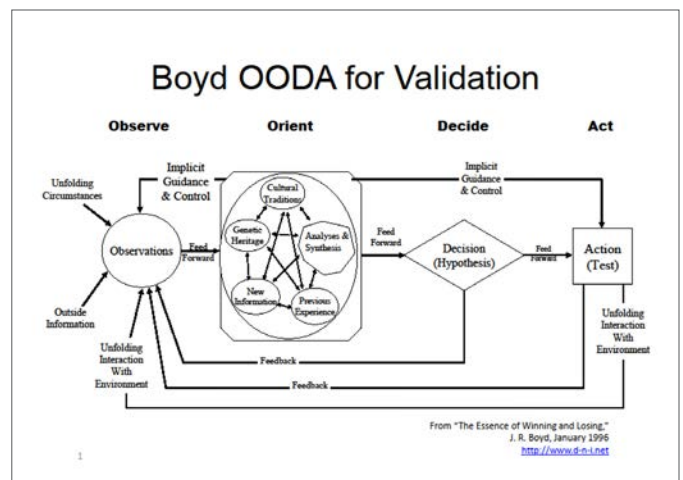 Boyd OODA for Validation
Observe
Orient
Decide
Act
Unfolding
Circumstances
Implicit
Guidance
& Control
Cultural
Traditions
Implicit
Guidance
& Control
Genetic
Heritage
Analyses &
Synthesis
Observations
Feed
Forward
Feed
Forward
Decision
(Hypothesis)
Feed
Forward
Action
(Test)
New
Information
Previous
Experience
Outside
Information
Unfolding
Interaction
With
Environment
Unfolding
Interaction
With
Environment
Feedback
Feedback
From "The Essence of Winning and Losing,"
J. R. Boyd, January 1996
http://www.d-n-i.net
1